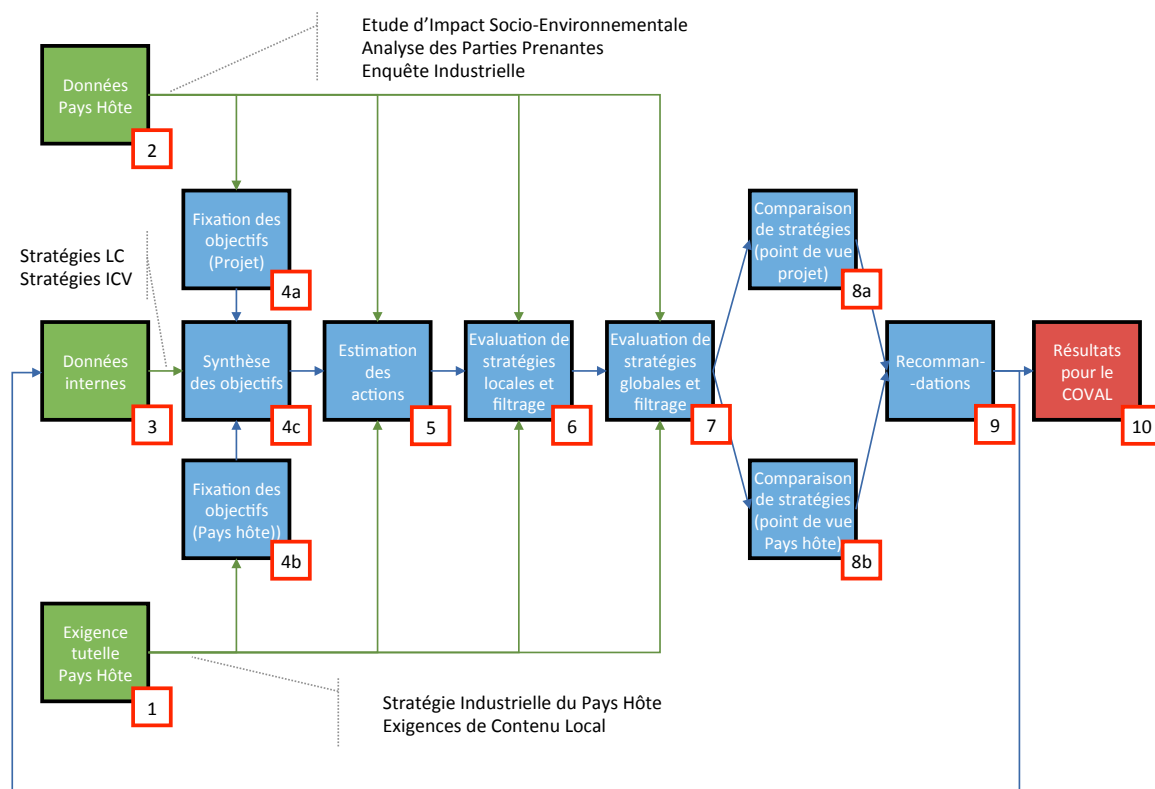 Etude d'Impact Socio-Environnementale
Analyse des Parties Prenantes
Enquête Industrielle
Données
Pays Hôte
2
Fixation des
objectifs
(Projet)
4a
Comparaison
de stratégies
(point de vue
projet)
8a
Stratégies LC
Stratégies ICV
Données
internes
3
Synthèse
des objectifs
4c
Estimation
des
actions
5
Evaluation de
stratégies
locales et
filtrage
6
Evaluation de
stratégies
globales et
filtrage
7
Recomman-
-dations
9
Résultats
pour le
COVAL
10
Fixation des
objectifs
(Pays hôte))
4b
Comparaison
de stratégies
(point de vue
Pays hôte)
8b
Exigence
tutelle
Pays Hôte
1
Stratégie Industrielle du Pays Hôte
Exigences de Contenu Local